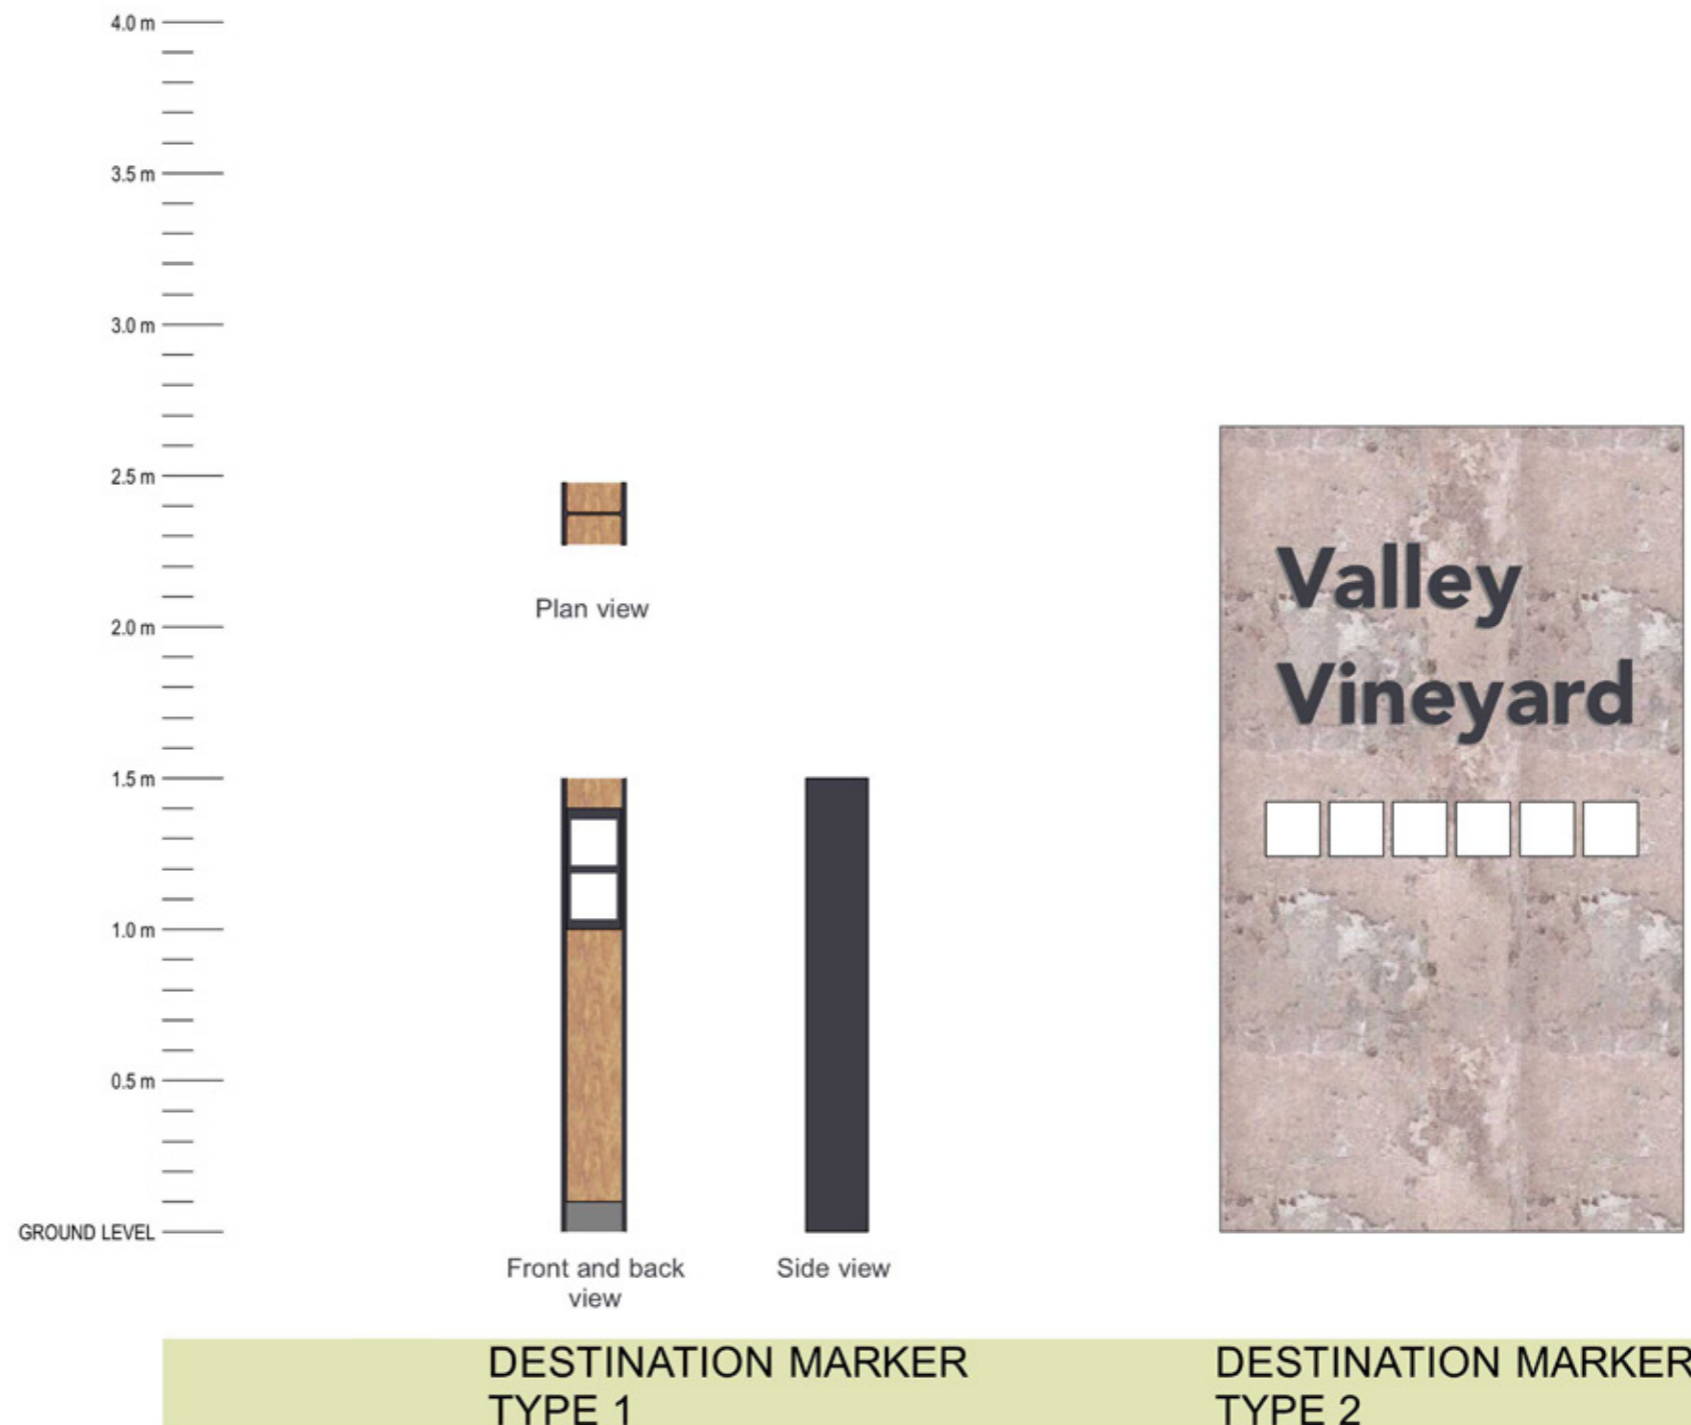 4.0 m
3.5 m
3.0 m
2.5 m
2.0 m
1.5 m
1.0 m
0.5 m
GROUND LEVEL
Plan view
Front and back
view
Side view
Valley
Vineyard
DESTINATION MARKER
TYPE 1
DESTINATION MARKER
TYPE 2